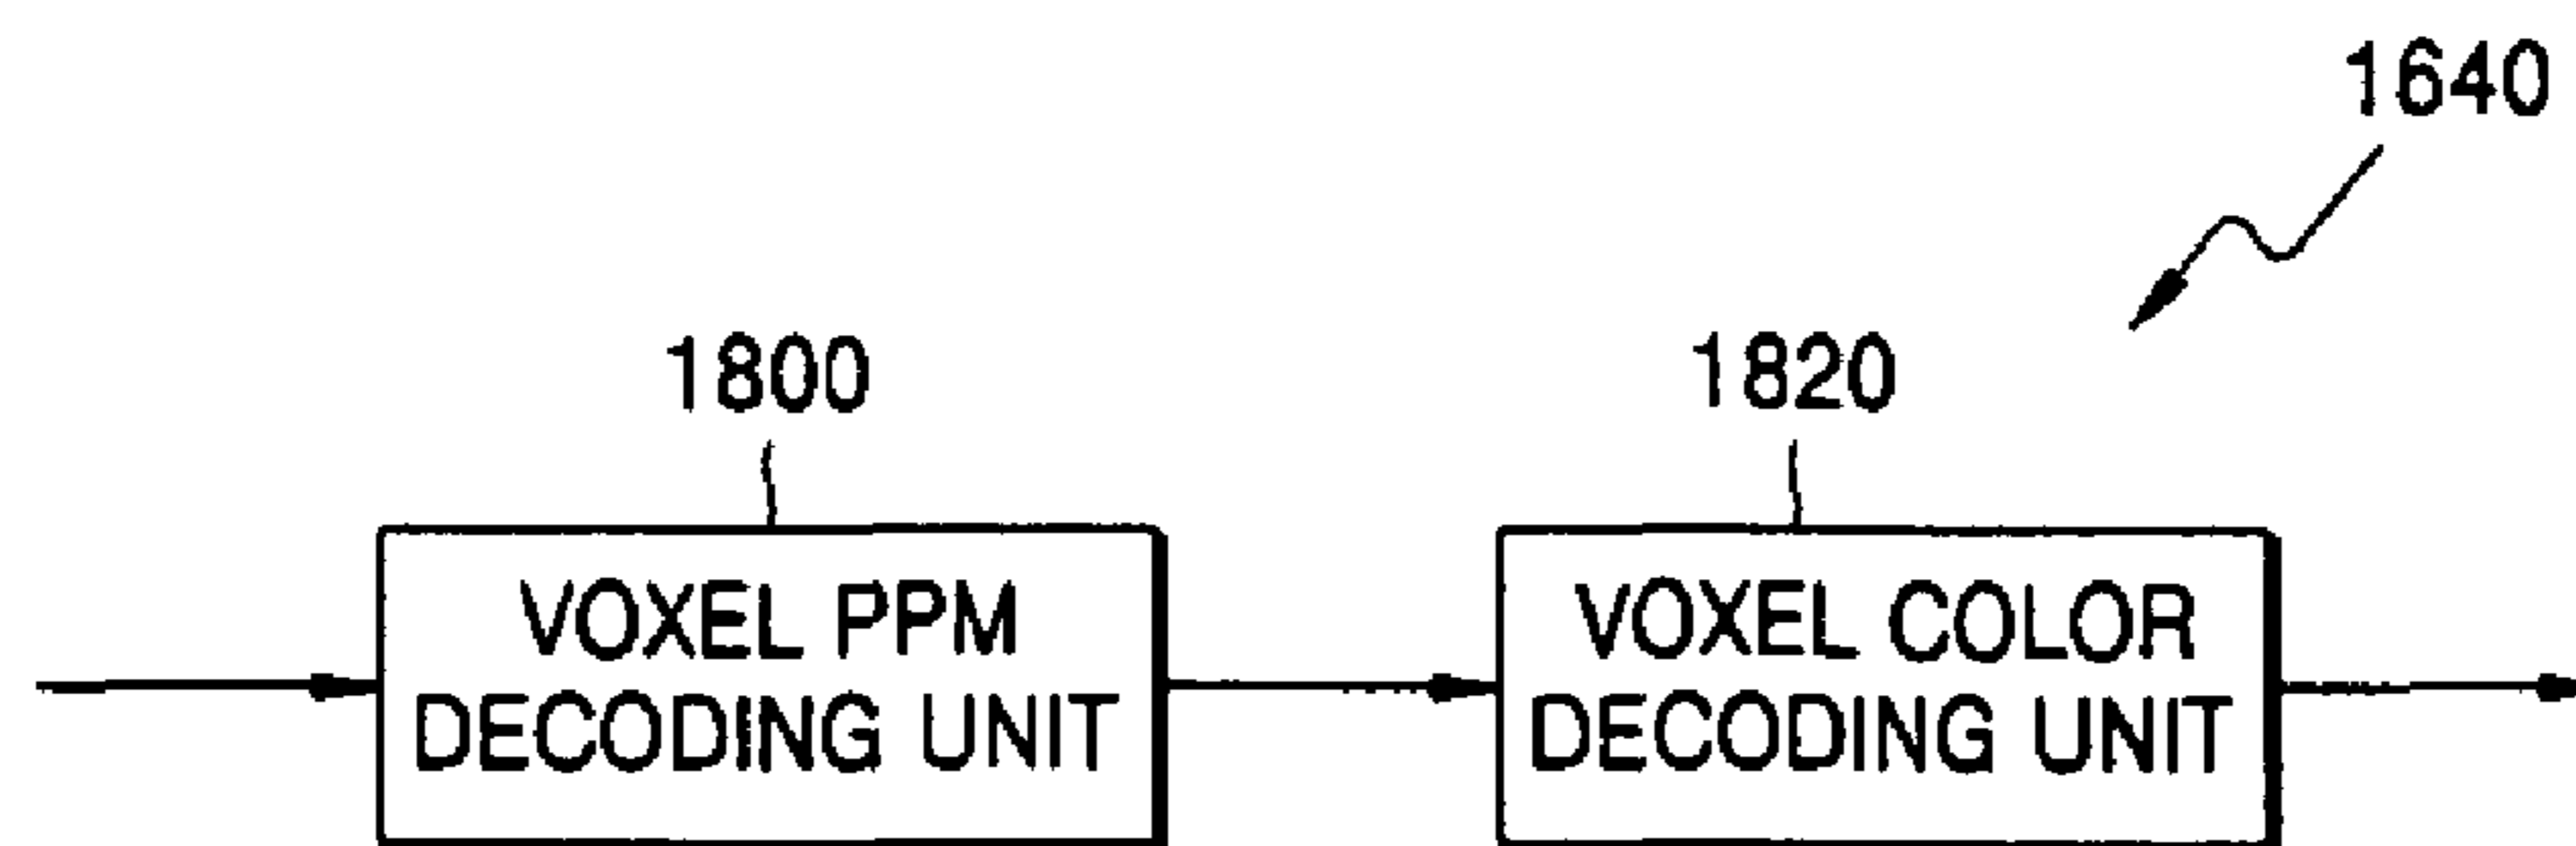 1640
1800
1820
VOXEL PPM
DECODING UNIT
VOXEL COLOR
DECODING UNIT